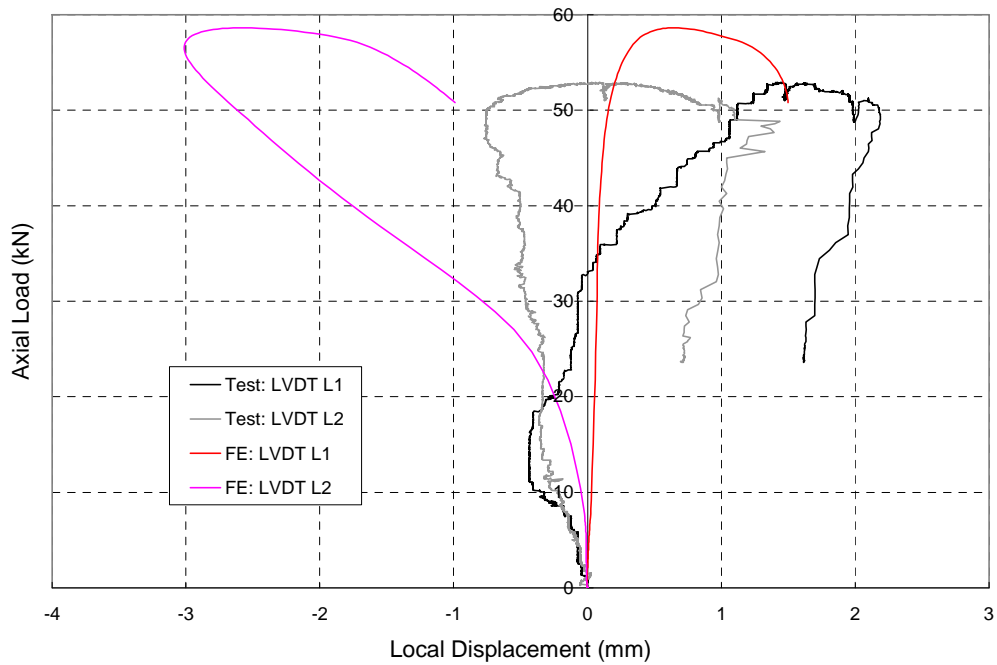 60
50
40
30
20
10
0
Axial Load (kN)
Test: LVDT L1
Test: LVDT L2
FE: LVDT L1
FE: LVDT L2
-4 -3 -2 -1 0 1 2 3
Local Displacement (mm)